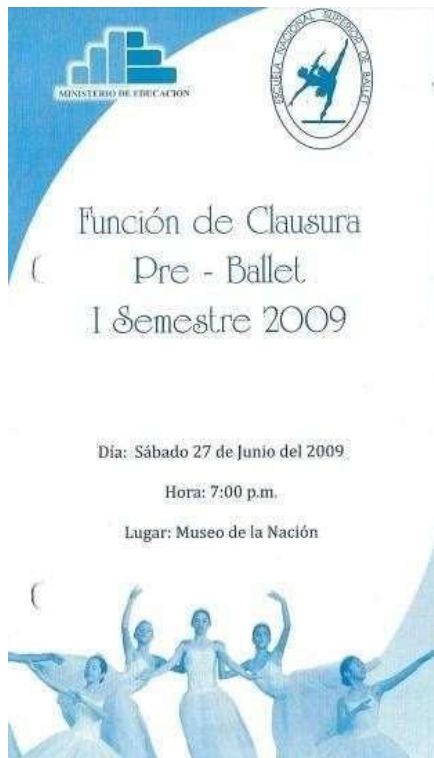 MINISTERIO DE EDUCACION
ESCUELA NACIONAL SUPERIOR DE BALLET
Función de Clausura
Pre - Ballet
I Semestre 2009
Día: Sábado 27 de Junio del 2009
Hora: 7:00 p.m.
Lugar: Museo de la Nación